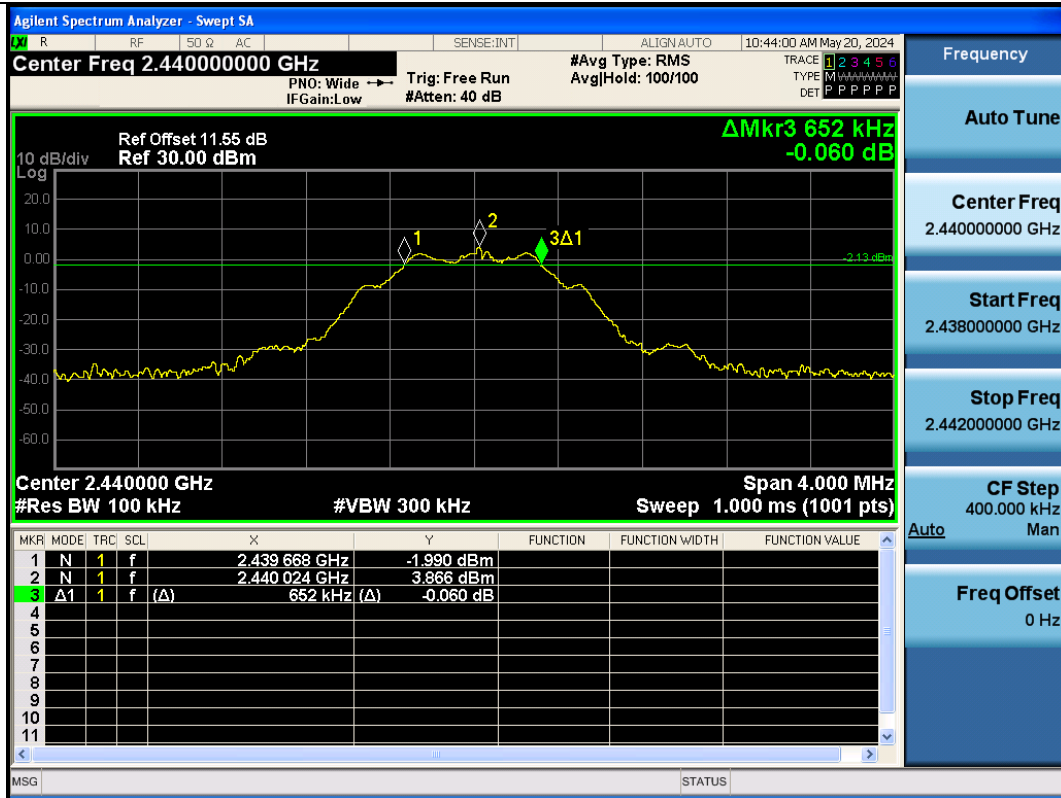 Agilent Spectrum Analyzer - Swept SA
LXI R RF 50 Ω AC SENSE:INT ALIGN AUTO 10:44:00 AM May 20, 2024
Center Freq 2.440000000 GHz
PNO: Wide
IFGain:Low
Trig: Free Run
#Atten: 40 dB
#Avg Type: RMS
Avg|Hold: 100/100
TRACE 1 2 3 4 5 6
TYPE M WWWWW
DET P P P P P P
Ref Offset 11.55 dB
Ref 30.00 dBm
10 dB/div
Log
ΔMkr3 652 kHz
-0.060 dB
20.0
10.0
0.00
-10.0
-20.0
-30.0
-40.0
-50.0
-60.0
1
2
3Δ1
-2.13 dBm
Center 2.440000 GHz
Span 4.000 MHz
#Res BW 100 kHz
#VBW 300 kHz
Sweep 1.000 ms (1001 pts)
MKR MODE TRC SCL X Y FUNCTION FUNCTION WIDTH FUNCTION VALUE
1 N 1 f 2.439 668 GHz -1.990 dBm
2 N 1 f 2.440 024 GHz 3.866 dBm
3 Δ1 1 f (Δ) 652 kHz (Δ) -0.060 dB
4
5
6
7
8
9
10
11
MSG
STATUS
Frequency
Auto Tune
Center Freq
2.440000000 GHz
Start Freq
2.438000000 GHz
Stop Freq
2.442000000 GHz
CF Step
400.000 kHz
Auto Man
Freq Offset
0 Hz